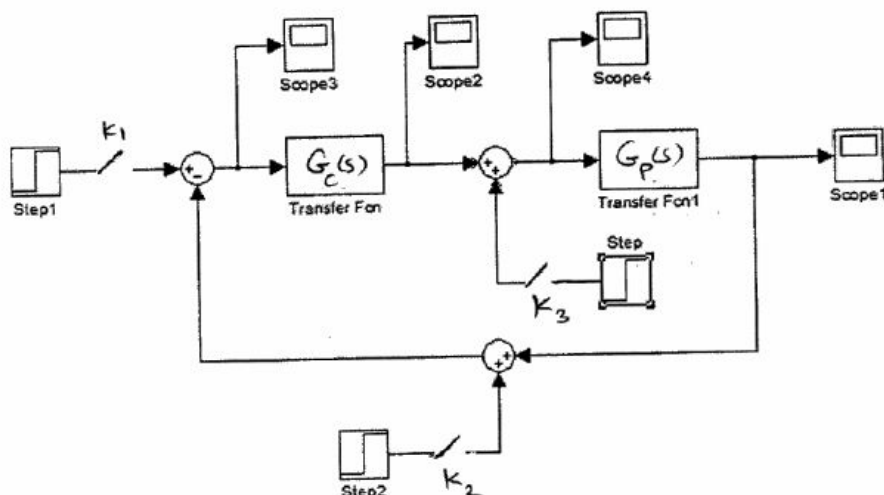 Scope3
Scope2
Scope4
K1
+
-
Gc(s)
+
+
Gp(s)
Step1
Transfer Fcn
Transfer Fcn1
Scope1
Step
K3
+
+
K2
Step2